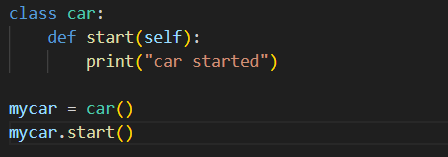 class car:
    def start(self):
        print("car started")

mycar = car()
mycar.start()